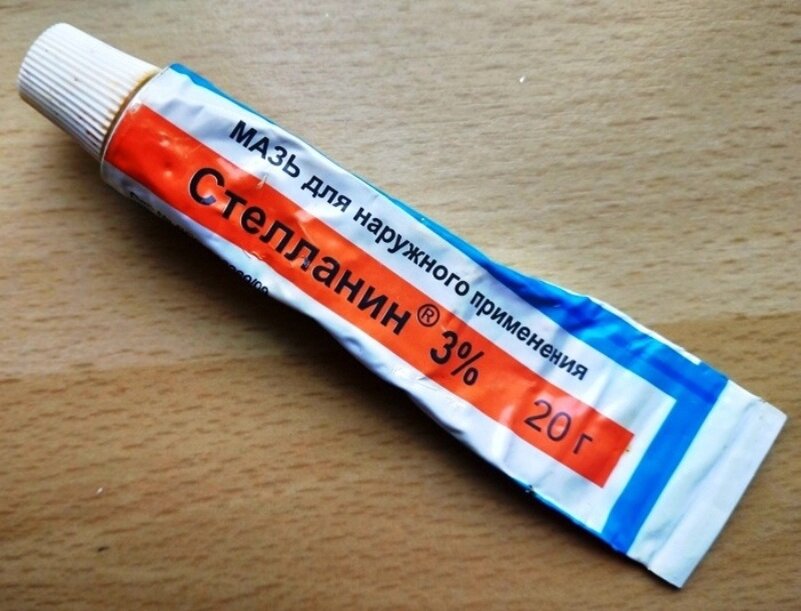 МАЗЬ для наружного применения
Стелланин® 3% 20 г